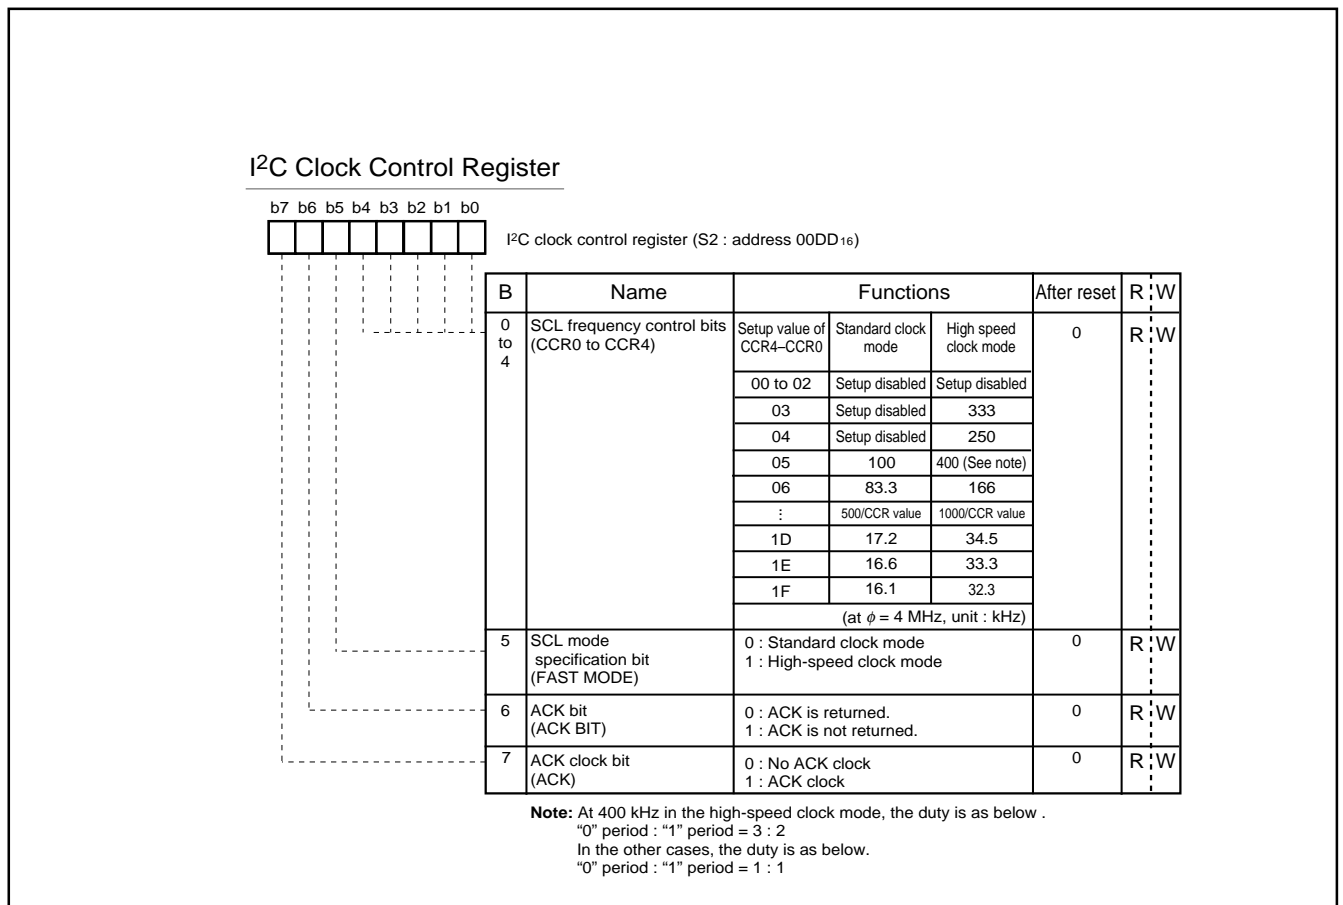 I2C Clock Control Register
b7 b6 b5 b4 b3 b2 b1 b0
I2C clock control register (S2 : address 00DD16)
B Name Functions After reset R W
0 to 4
SCL frequency control bits
(CCR0 to CCR4)
Setup value of CCR4–CCR0 Standard clock mode High speed clock mode
0 R W
00 to 02 Setup disabled Setup disabled
03 Setup disabled 333
04 Setup disabled 250
05 100 400 (See note)
06 83.3 166
⋮ 500/CCR value 1000/CCR value
1D 17.2 34.5
1E 16.6 33.3
1F 16.1 32.3
(at ϕ = 4 MHz, unit : kHz)
5 SCL mode 0 : Standard clock mode 0 R W
specification bit 1 : High-speed clock mode
(FAST MODE)
6 ACK bit 0 : ACK is returned. 0 R W
(ACK BIT) 1 : ACK is not returned.
7 ACK clock bit 0 : No ACK clock 0 R W
(ACK) 1 : ACK clock
Note: At 400 kHz in the high-speed clock mode, the duty is as below .
“0” period : “1” period = 3 : 2
In the other cases, the duty is as below.
“0” period : “1” period = 1 : 1